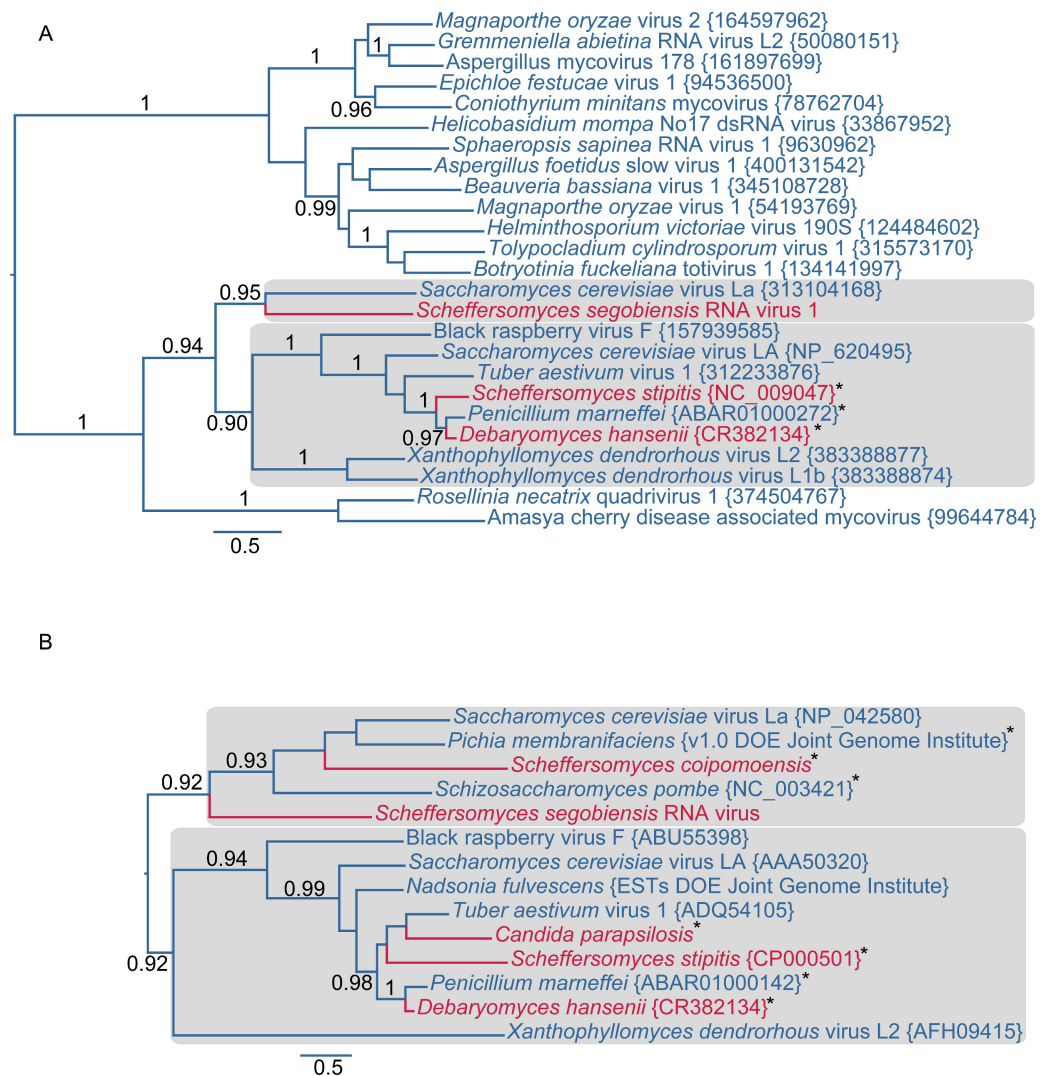 A
Magnaporthe oryzae virus 2 {164597962}
1
Gremmeniella abietina RNA virus L2 {50080151}
1
Aspergillus mycovirus 178 {161897699}
Epichloe festucae virus 1 {94536500}
1
0.96
Coniothyrium minitans mycovirus {78762704}
Helicobasidium mompa No17 dsRNA virus {33867952}
Sphaeropsis sapinea RNA virus 1 {9630962}
Aspergillus foetidus slow virus 1 {400131542}
Beauveria bassiana virus 1 {345108728}
0.99
Magnaporthe oryzae virus 1 {54193769}
Helminthosporium victoriae virus 190S {124484602}
1
Tolypocladium cylindrosporum virus 1 {315573170}
Botryotinia fuckeliana totivirus 1 {134141997}
0.95
Saccharomyces cerevisiae virus La {313104168}
Scheffersomyces segobiensis RNA virus 1
Black raspberry virus F {157939585}
0.94
1
Saccharomyces cerevisiae virus LA {NP_620495}
1
Tuber aestivum virus 1 {312233876}
Scheffersomyces stipitis {NC_009047}*
1
Penicillium marneffei {ABAR01000272}*
1
0.90
0.97
Debaryomyces hansenii {CR382134}*
Xanthophyllomyces dendrorhous virus L2 {383388877}
1
Xanthophyllomyces dendrorhous virus L1b {383388874}
1
Rosellinia necatrix quadrivirus 1 {374504767}
Amasya cherry disease associated mycovirus {99644784}
0.5
B
Saccharomyces cerevisiae virus La {NP_042580}
Pichia membranifaciens {v1.0 DOE Joint Genome Institute}*
0.93
Scheffersomyces coipomoensis*
0.92
Schizosaccharomyces pombe {NC_003421}*
Scheffersomyces segobiensis RNA virus
Black raspberry virus F {ABU55398}
0.94
Saccharomyces cerevisiae virus LA {AAA50320}
0.99
Nadsonia fulvescens {ESTs DOE Joint Genome Institute}
Tuber aestivum virus 1 {ADQ54105}
Candida parapsilosis*
0.92
Scheffersomyces stipitis {CP000501}*
0.98
1
Penicillium marneffei {ABAR01000142}*
Debaryomyces hansenii {CR382134}*
Xanthophyllomyces dendrorhous virus L2 {AFH09415}
0.5